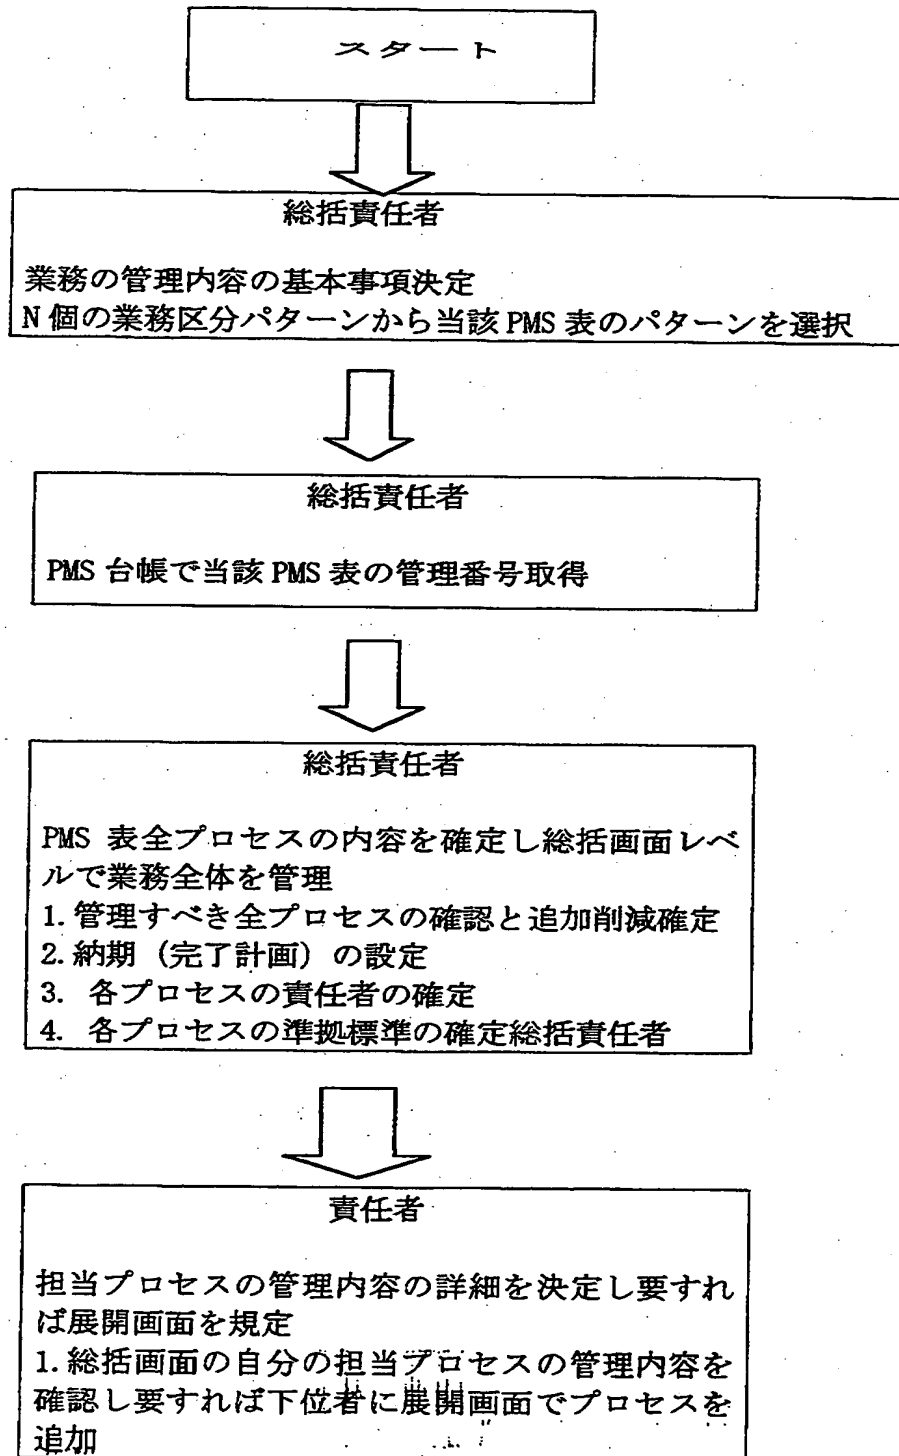 スタート
総括責任者
業務の管理内容の基本事項決定
N個の業務区分パターンから当該PMS表のパターンを選択
総括責任者
PMS台帳で当該PMS表の管理番号取得
総括責任者
PMS 表全プロセスの内容を確定し総括画面レベ
ルで業務全体を管理
1. 管理すべき全プロセスの確認と追加削減確定
2. 納期（完了計画）の設定
3. 各プロセスの責任者の確定
4. 各プロセスの準拠標準の確定総括責任者
責任者
担当プロセスの管理内容の詳細を決定し要すれ
ば展開画面を規定
1. 総括画面の自分の担当プロセスの管理内容を
確認し要すれば下位者に展開画面でプロセスを
追加